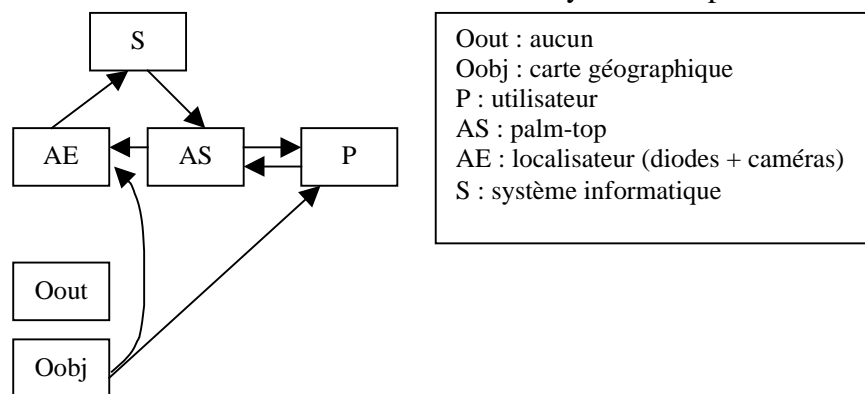 S
AE
AS
P
Oout
Oobj
Oout : aucun
Oobj : carte géographique
P : utilisateur
AS : palm-top
AE : localisateur (diodes + caméras)
S : système informatique